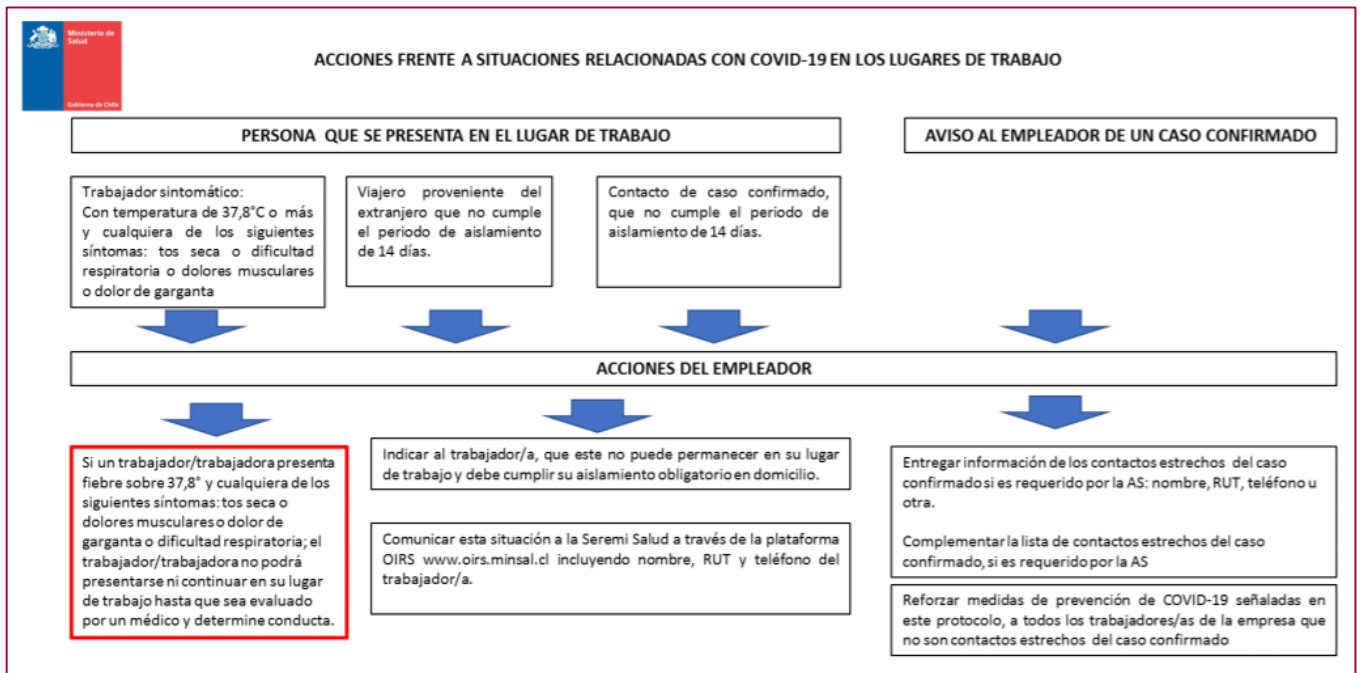 Ministerio de
Salud
Gobierno de Chile
ACCIONES FRENTE A SITUACIONES RELACIONADAS CON COVID-19 EN LOS LUGARES DE TRABAJO
PERSONA QUE SE PRESENTA EN EL LUGAR DE TRABAJO
AVISO AL EMPLEADOR DE UN CASO CONFIRMADO
Trabajador sintomático:
Con temperatura de 37,8°C o más
y cualquiera de los siguientes
síntomas: tos seca o dificultad
respiratoria o dolores musculares
o dolor de garganta
Viajero proveniente del
extranjero que no cumple
el periodo de aislamiento
de 14 días.
Contacto de caso confirmado,
que no cumple el periodo de
aislamiento de 14 días.
ACCIONES DEL EMPLEADOR
Si un trabajador/trabajadora presenta
fiebre sobre 37,8° y cualquiera de los
siguientes síntomas: tos seca o
dolores musculares o dolor de
garganta o dificultad respiratoria; el
trabajador/trabajadora no podrá
presentarse ni continuar en su lugar
de trabajo hasta que sea evaluado
por un médico y determine conducta.
Indicar al trabajador/a, que este no puede permanecer en su lugar
de trabajo y debe cumplir su aislamiento obligatorio en domicilio.
Comunicar esta situación a la Seremi Salud a través de la plataforma
OIRS www.oirs.minsal.cl incluyendo nombre, RUT y teléfono del
trabajador/a.
Entregar información de los contactos estrechos del caso
confirmado si es requerido por la AS: nombre, RUT, teléfono u
otra.
Complementar la lista de contactos estrechos del caso
confirmado, si es requerido por la AS
Reforzar medidas de prevención de COVID-19 señaladas en
este protocolo, a todos los trabajadores/as de la empresa que
no son contactos estrechos del caso confirmado